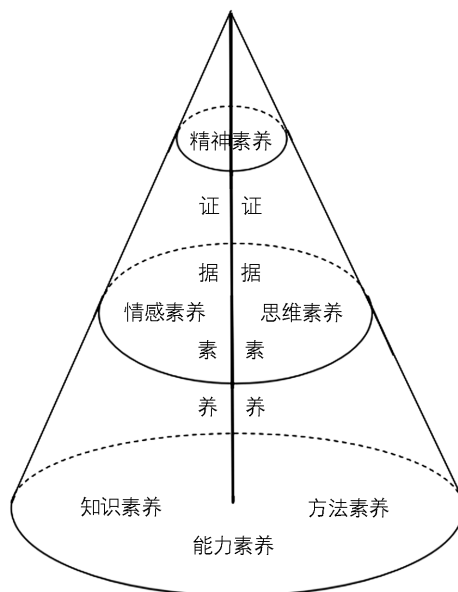 精神素养
证 证
据 据
情感素养 思维素养
素 素
养 养
知识素养 方法素养
能力素养